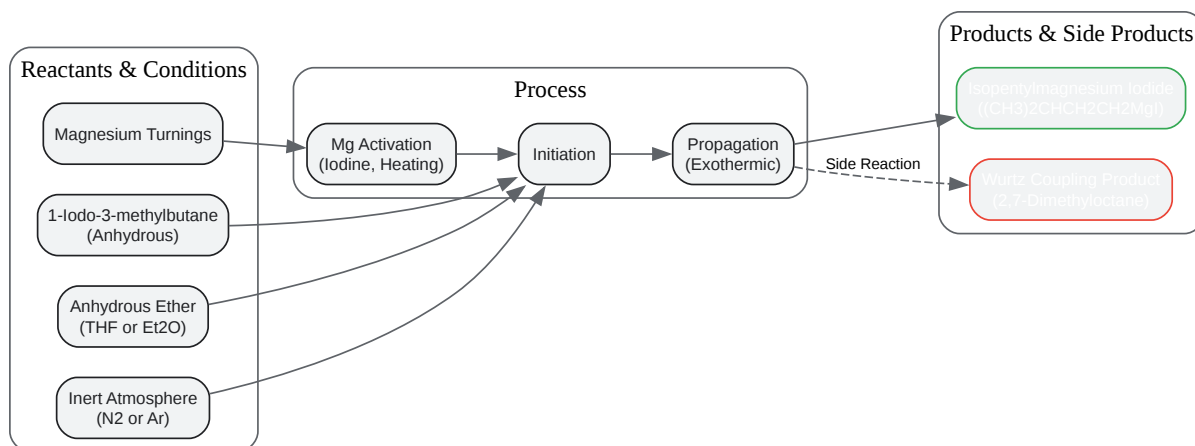 Reactants & Conditions
Magnesium Turnings
1-Iodo-3-methylbutane
(Anhydrous)
Anhydrous Ether
(THF or Et2O)
Inert Atmosphere
(N2 or Ar)
Process
Mg Activation
(Iodine, Heating)
Initiation
Propagation
(Exothermic)
Side Reaction
Products & Side Products
Isopentylmagnesium Iodide
((CH3)2CHCH2CH2MgI)
Wurtz Coupling Product
(2,7-Dimethyloctane)